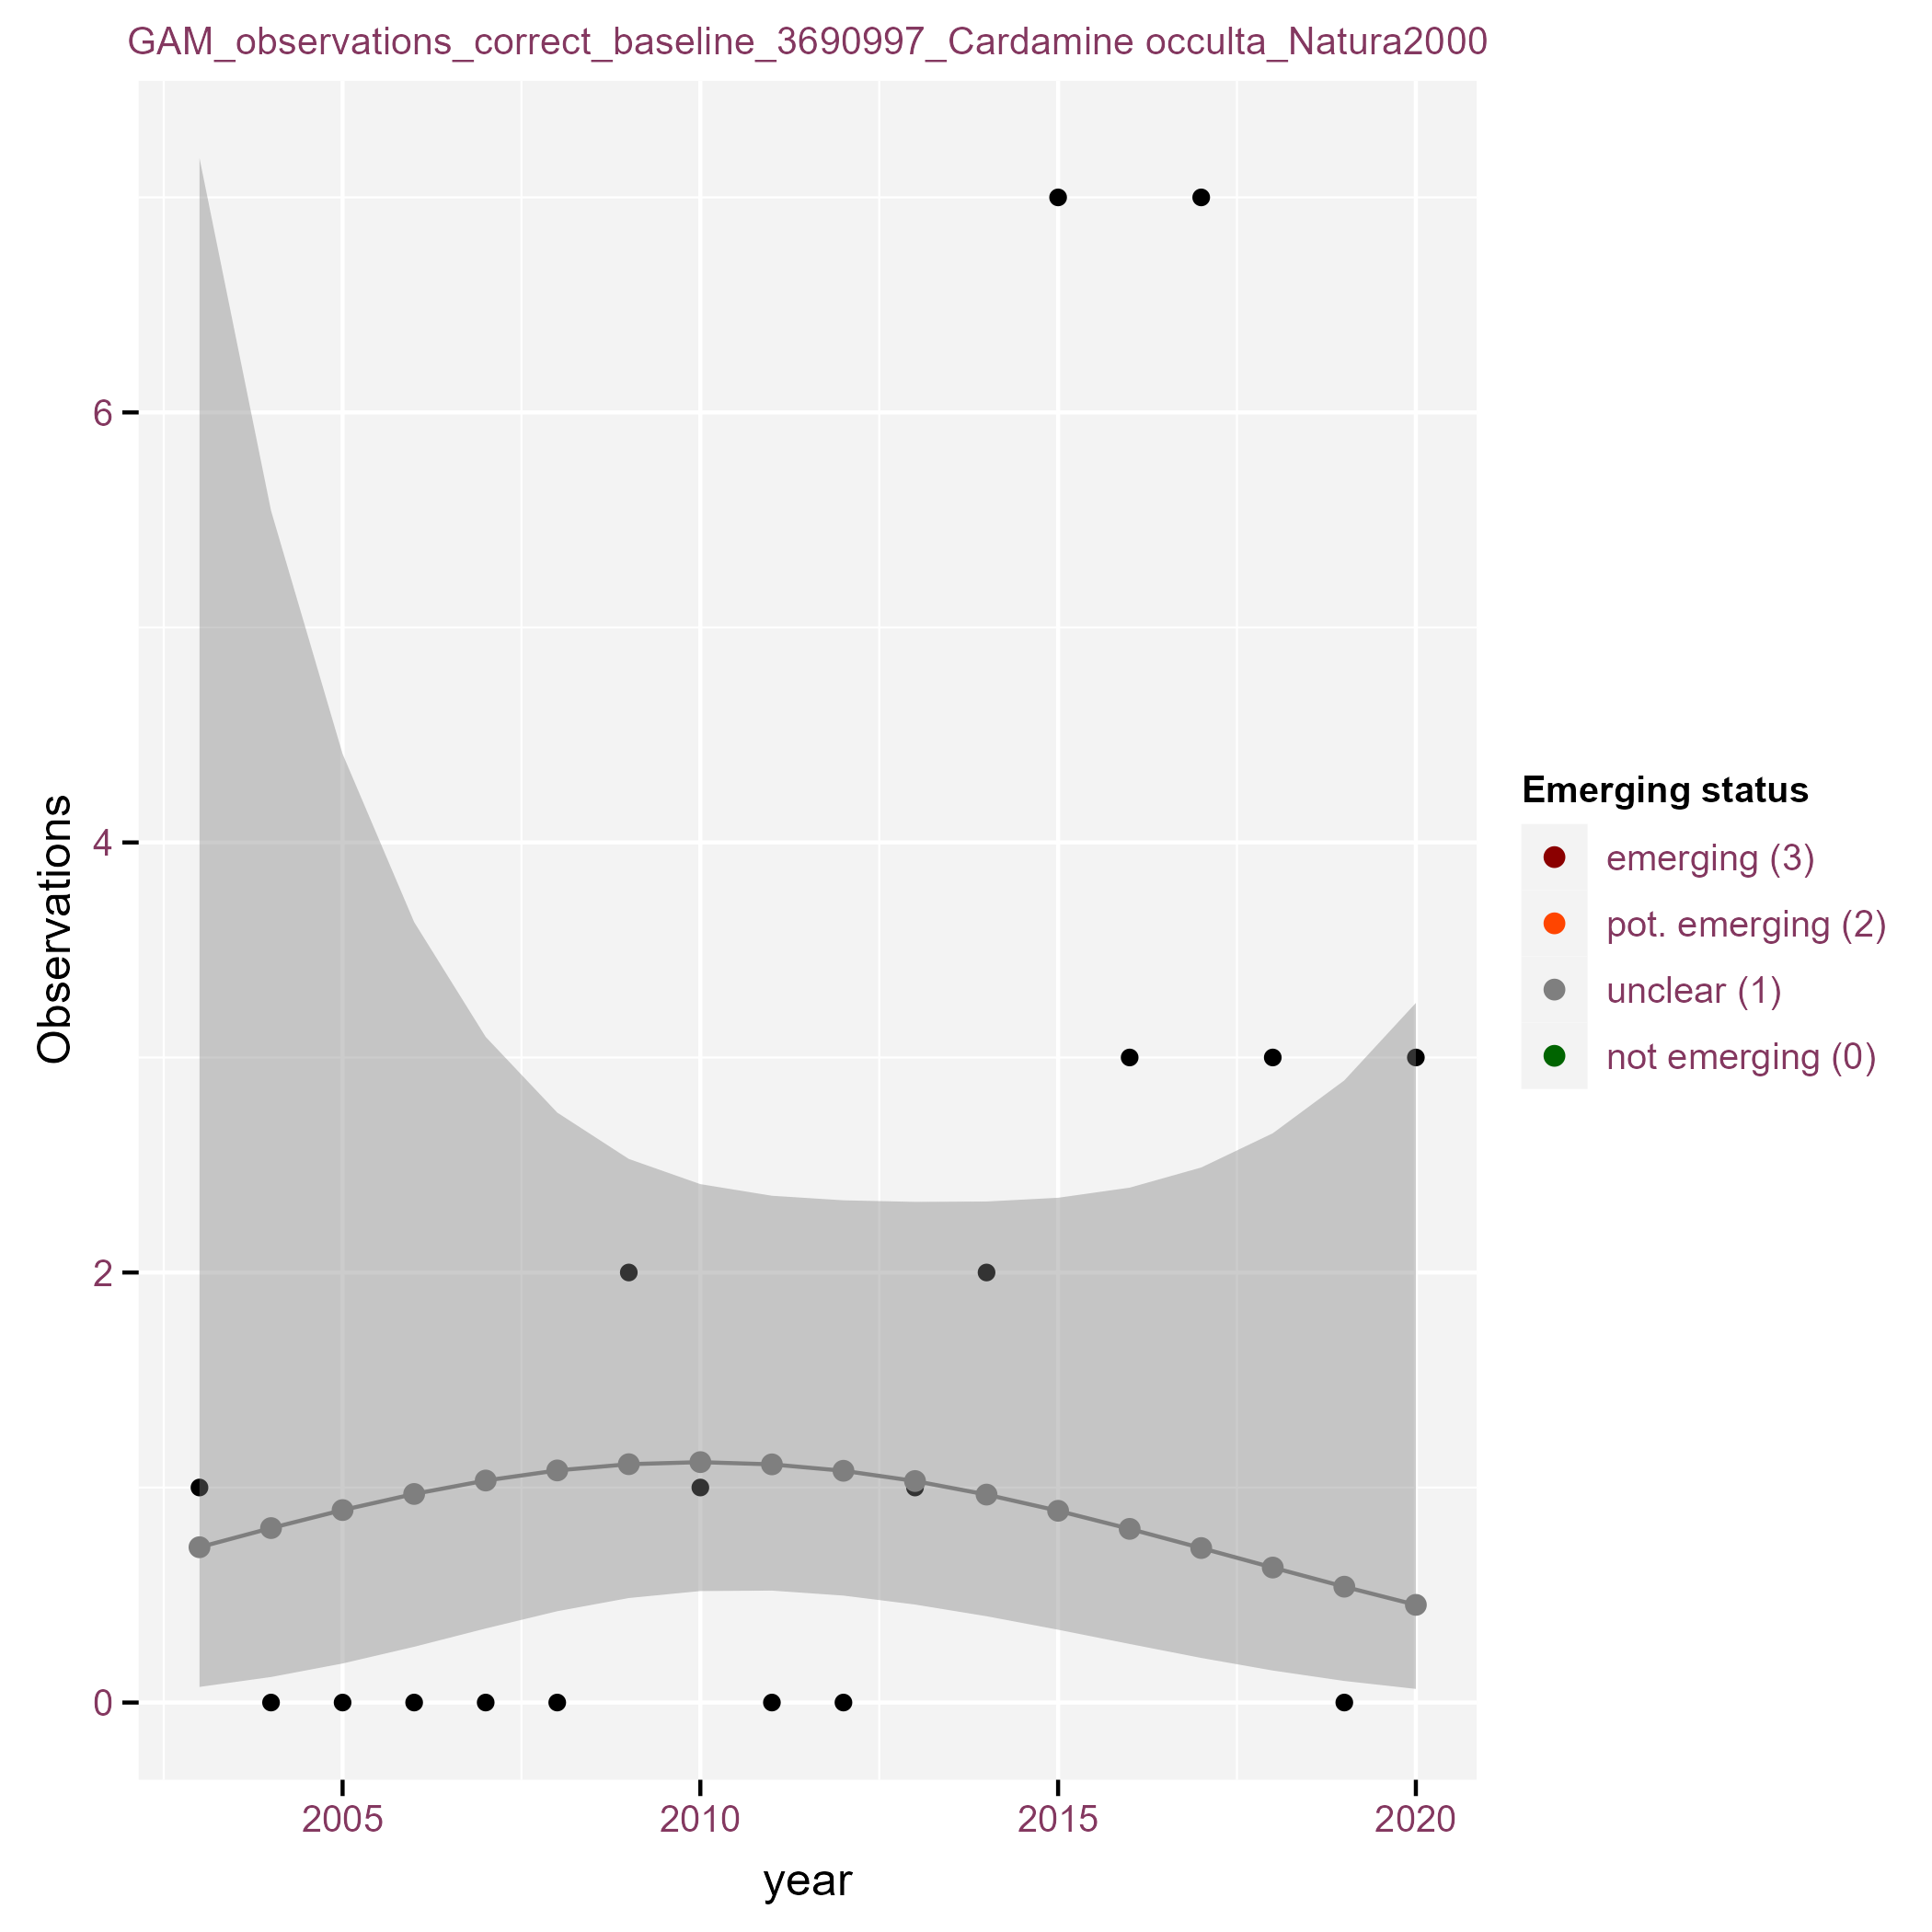 GAM_observations_correct_baseline_3690997_Cardamine occulta_Natura2000
Observations
6
4
2
0
2005 2010 2015 2020
year
Emerging status
emerging (3)
pot. emerging (2)
unclear (1)
not emerging (0)